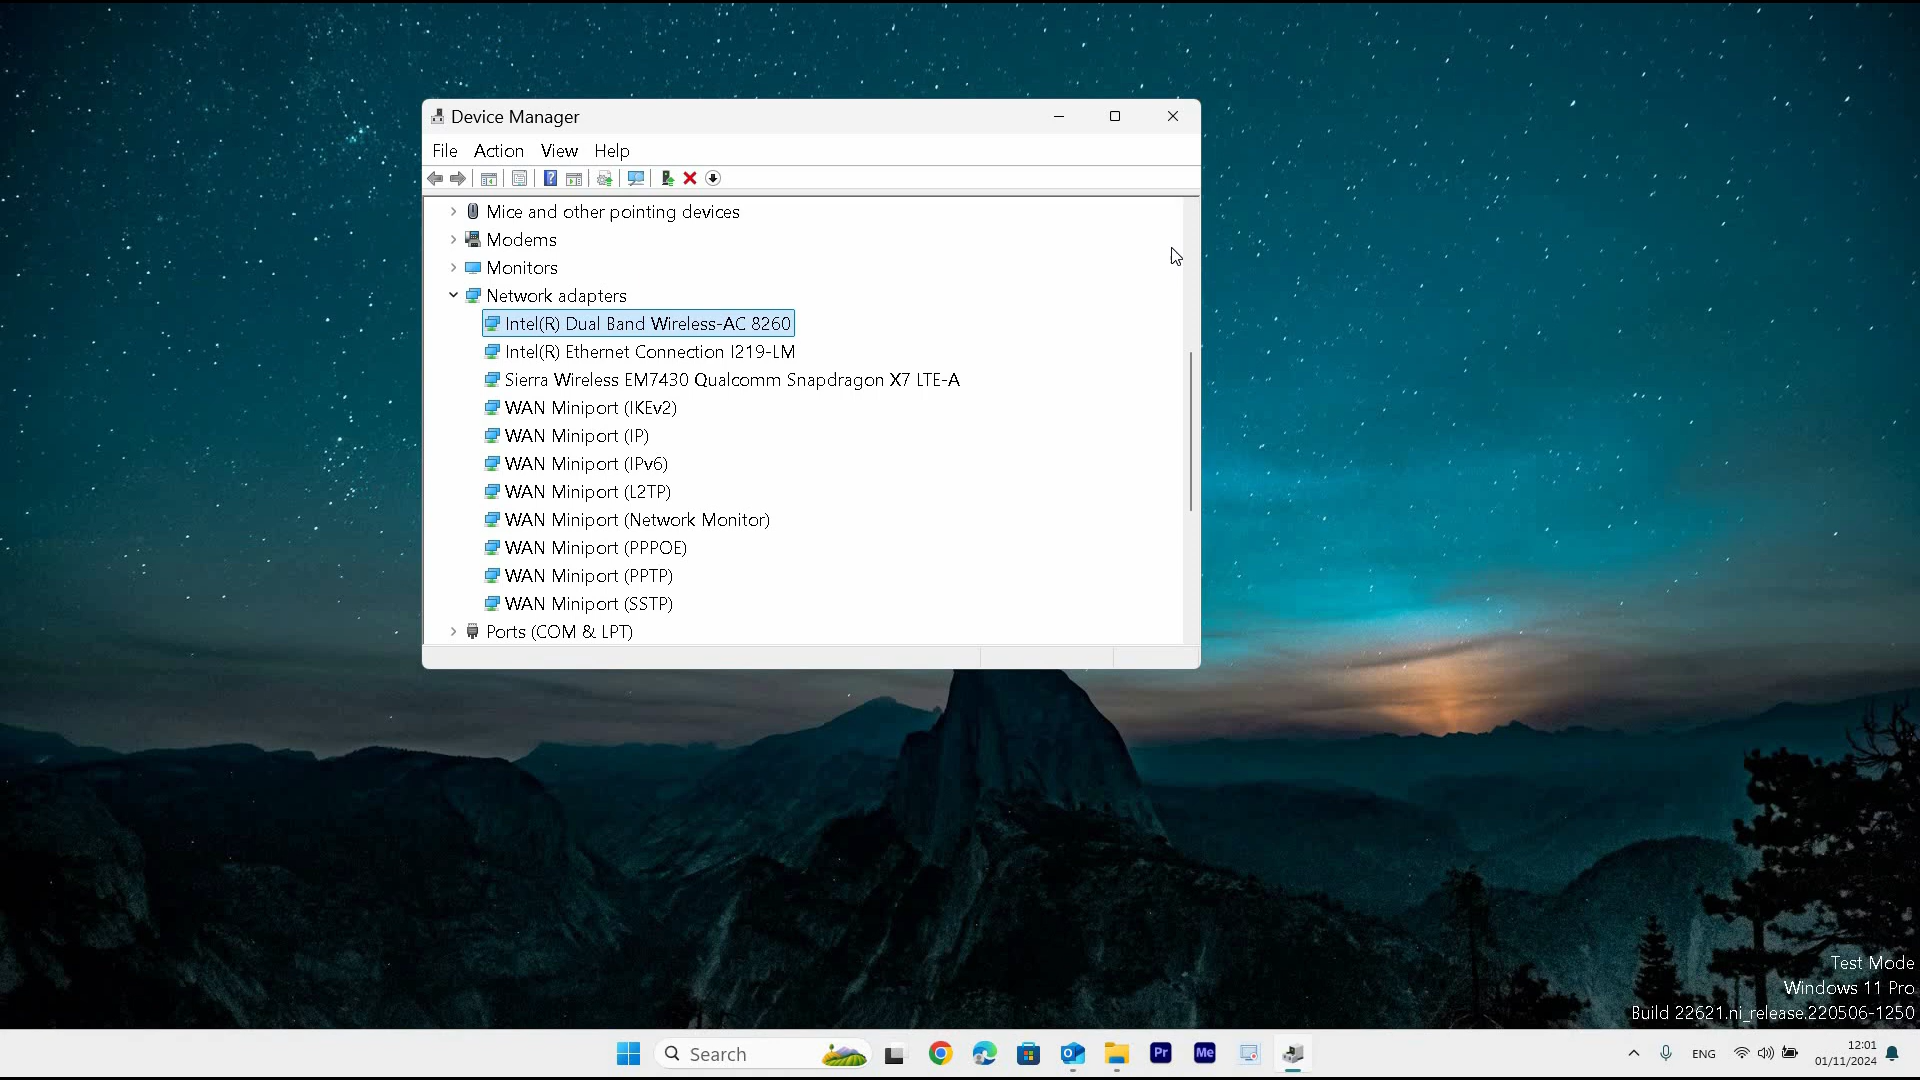 Device Manager
File Action View Help
Mice and other pointing devices
Modems
Monitors
Network adapters
Intel(R) Dual Band Wireless-AC 8260
Intel(R) Ethernet Connection I219-LM
Sierra Wireless EM7430 Qualcomm Snapdragon X7 LTE-A
WAN Miniport (IKEv2)
WAN Miniport (IP)
WAN Miniport (IPv6)
WAN Miniport (L2TP)
WAN Miniport (Network Monitor)
WAN Miniport (PPPOE)
WAN Miniport (PPTP)
WAN Miniport (SSTP)
Ports (COM & LPT)
Test Mode
Windows 11 Pro
Build 22621.ni_release.220506-1250
Search
Pr
Me
ENG
12:01
01/11/2024